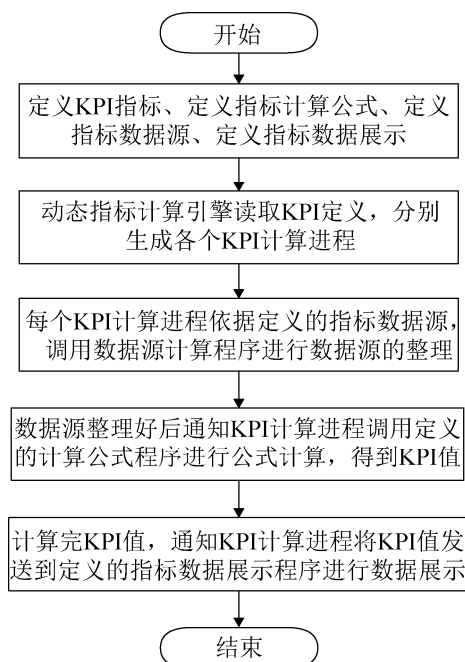 开始
定义KPI指标、定义指标计算公式、定义
指标数据源、定义指标数据展示
动态指标计算引擎读取KPI定义，分别
生成各个KPI计算进程
每个KPI计算进程依据定义的指标数据源，
调用数据源计算程序进行数据源的整理
数据源整理好后通知KPI计算进程调用定义
的计算公式程序进行公式计算，得到KPI值
计算完KPI值，通知KPI计算进程将KPI值发
送到定义的指标数据展示程序进行数据展示
结束